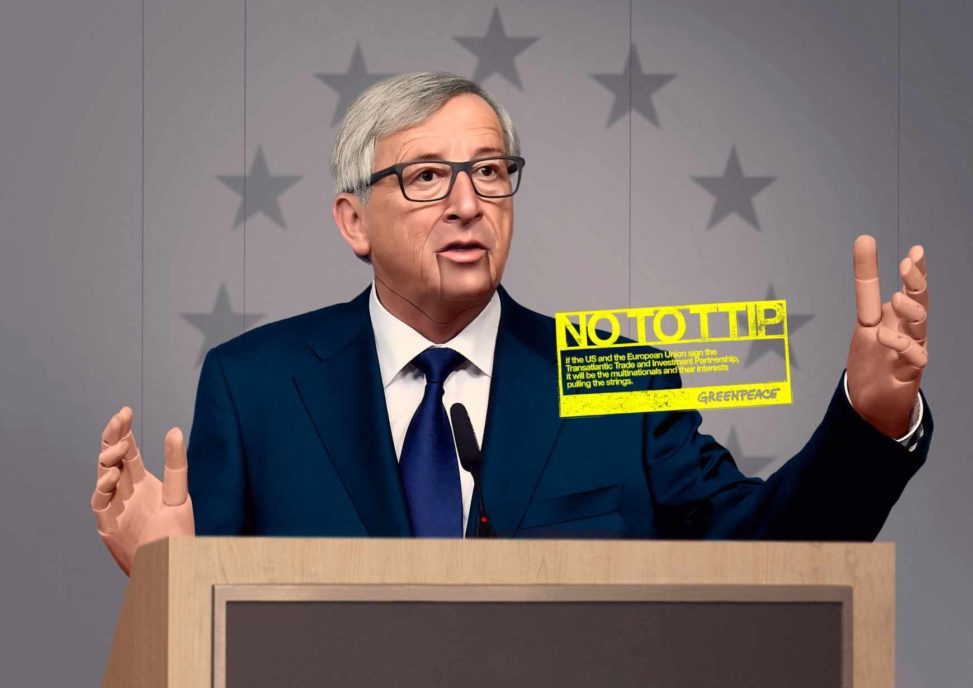 NO TO TTIP
If the US and the European Union sign the
Transatlantic Trade and Investment Partnership,
it will be the multinationals and their interests
pulling the strings.
GREENPEACE